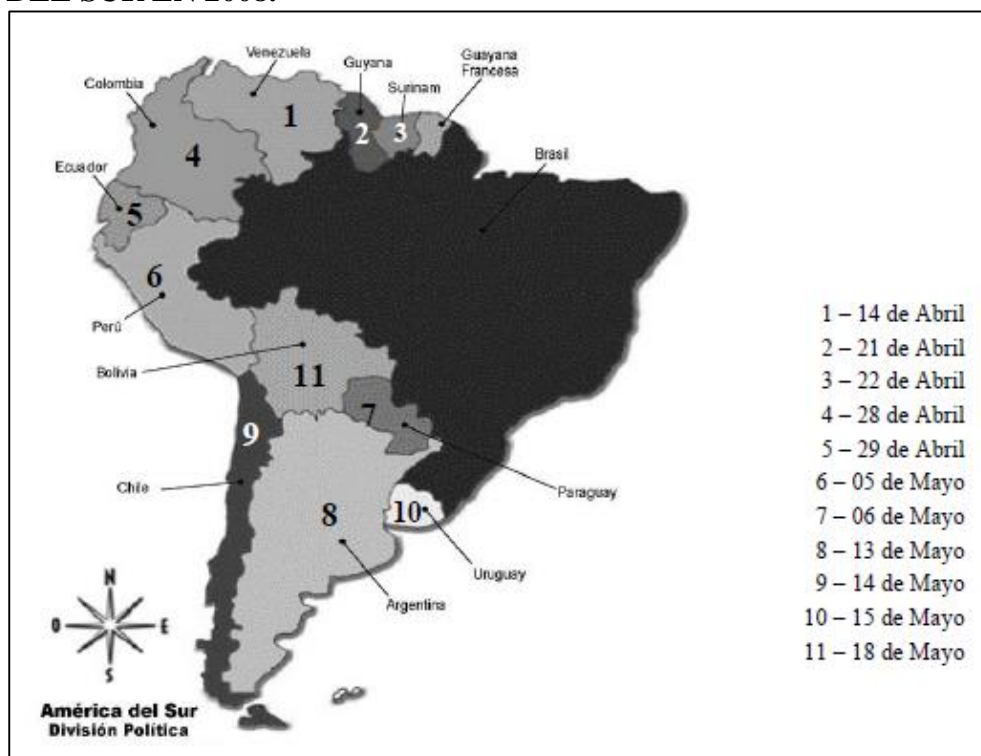 Venezuela
Guyana
Guayana
Francesa
Surinam
Colombia
1
2
3
4
Brasil
Ecuador
5
6
Perú
Bolivia
11
7
9
Chile
Paraguay
8
10
Uruguay
Argentina
N
O
E
S
América del Sur
División Política
1 – 14 de Abril
2 – 21 de Abril
3 – 22 de Abril
4 – 28 de Abril
5 – 29 de Abril
6 – 05 de Mayo
7 – 06 de Mayo
8 – 13 de Mayo
9 – 14 de Mayo
10 – 15 de Mayo
11 – 18 de Mayo